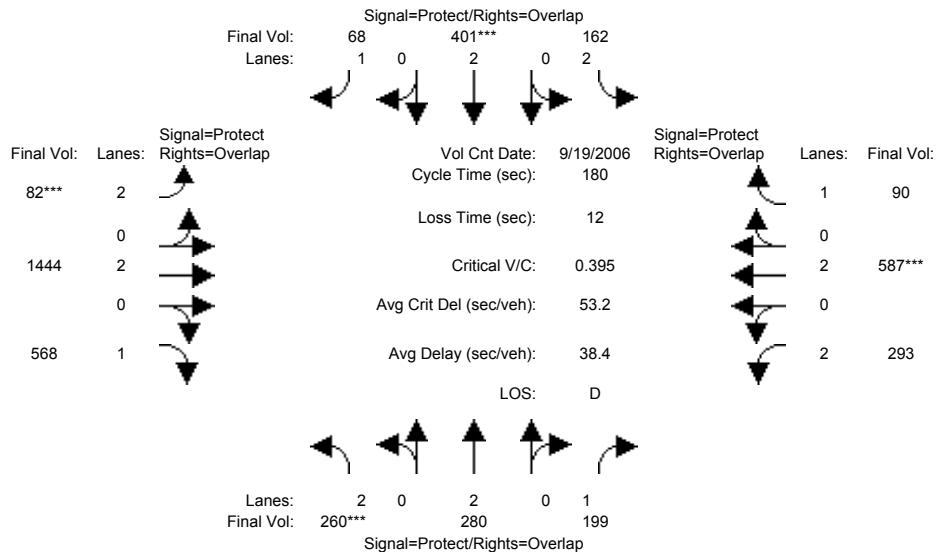 Signal=Protect/Rights=Overlap
Final Vol: 68 401*** 162
Lanes: 1 0 2 0 2
Signal=Protect Signal=Protect
Final Vol: Lanes: Rights=Overlap Vol Cnt Date: 9/19/2006 Rights=Overlap Lanes: Final Vol:
Cycle Time (sec): 180
82*** 2 1 90
Loss Time (sec): 12
0 0
1444 2 Critical V/C: 0.395 2 587***
0 Avg Crit Del (sec/veh): 53.2 0
568 1 Avg Delay (sec/veh): 38.4 2 293
LOS: D
Lanes: 2 0 2 0 1
Final Vol: 260*** 280 199
Signal=Protect/Rights=Overlap